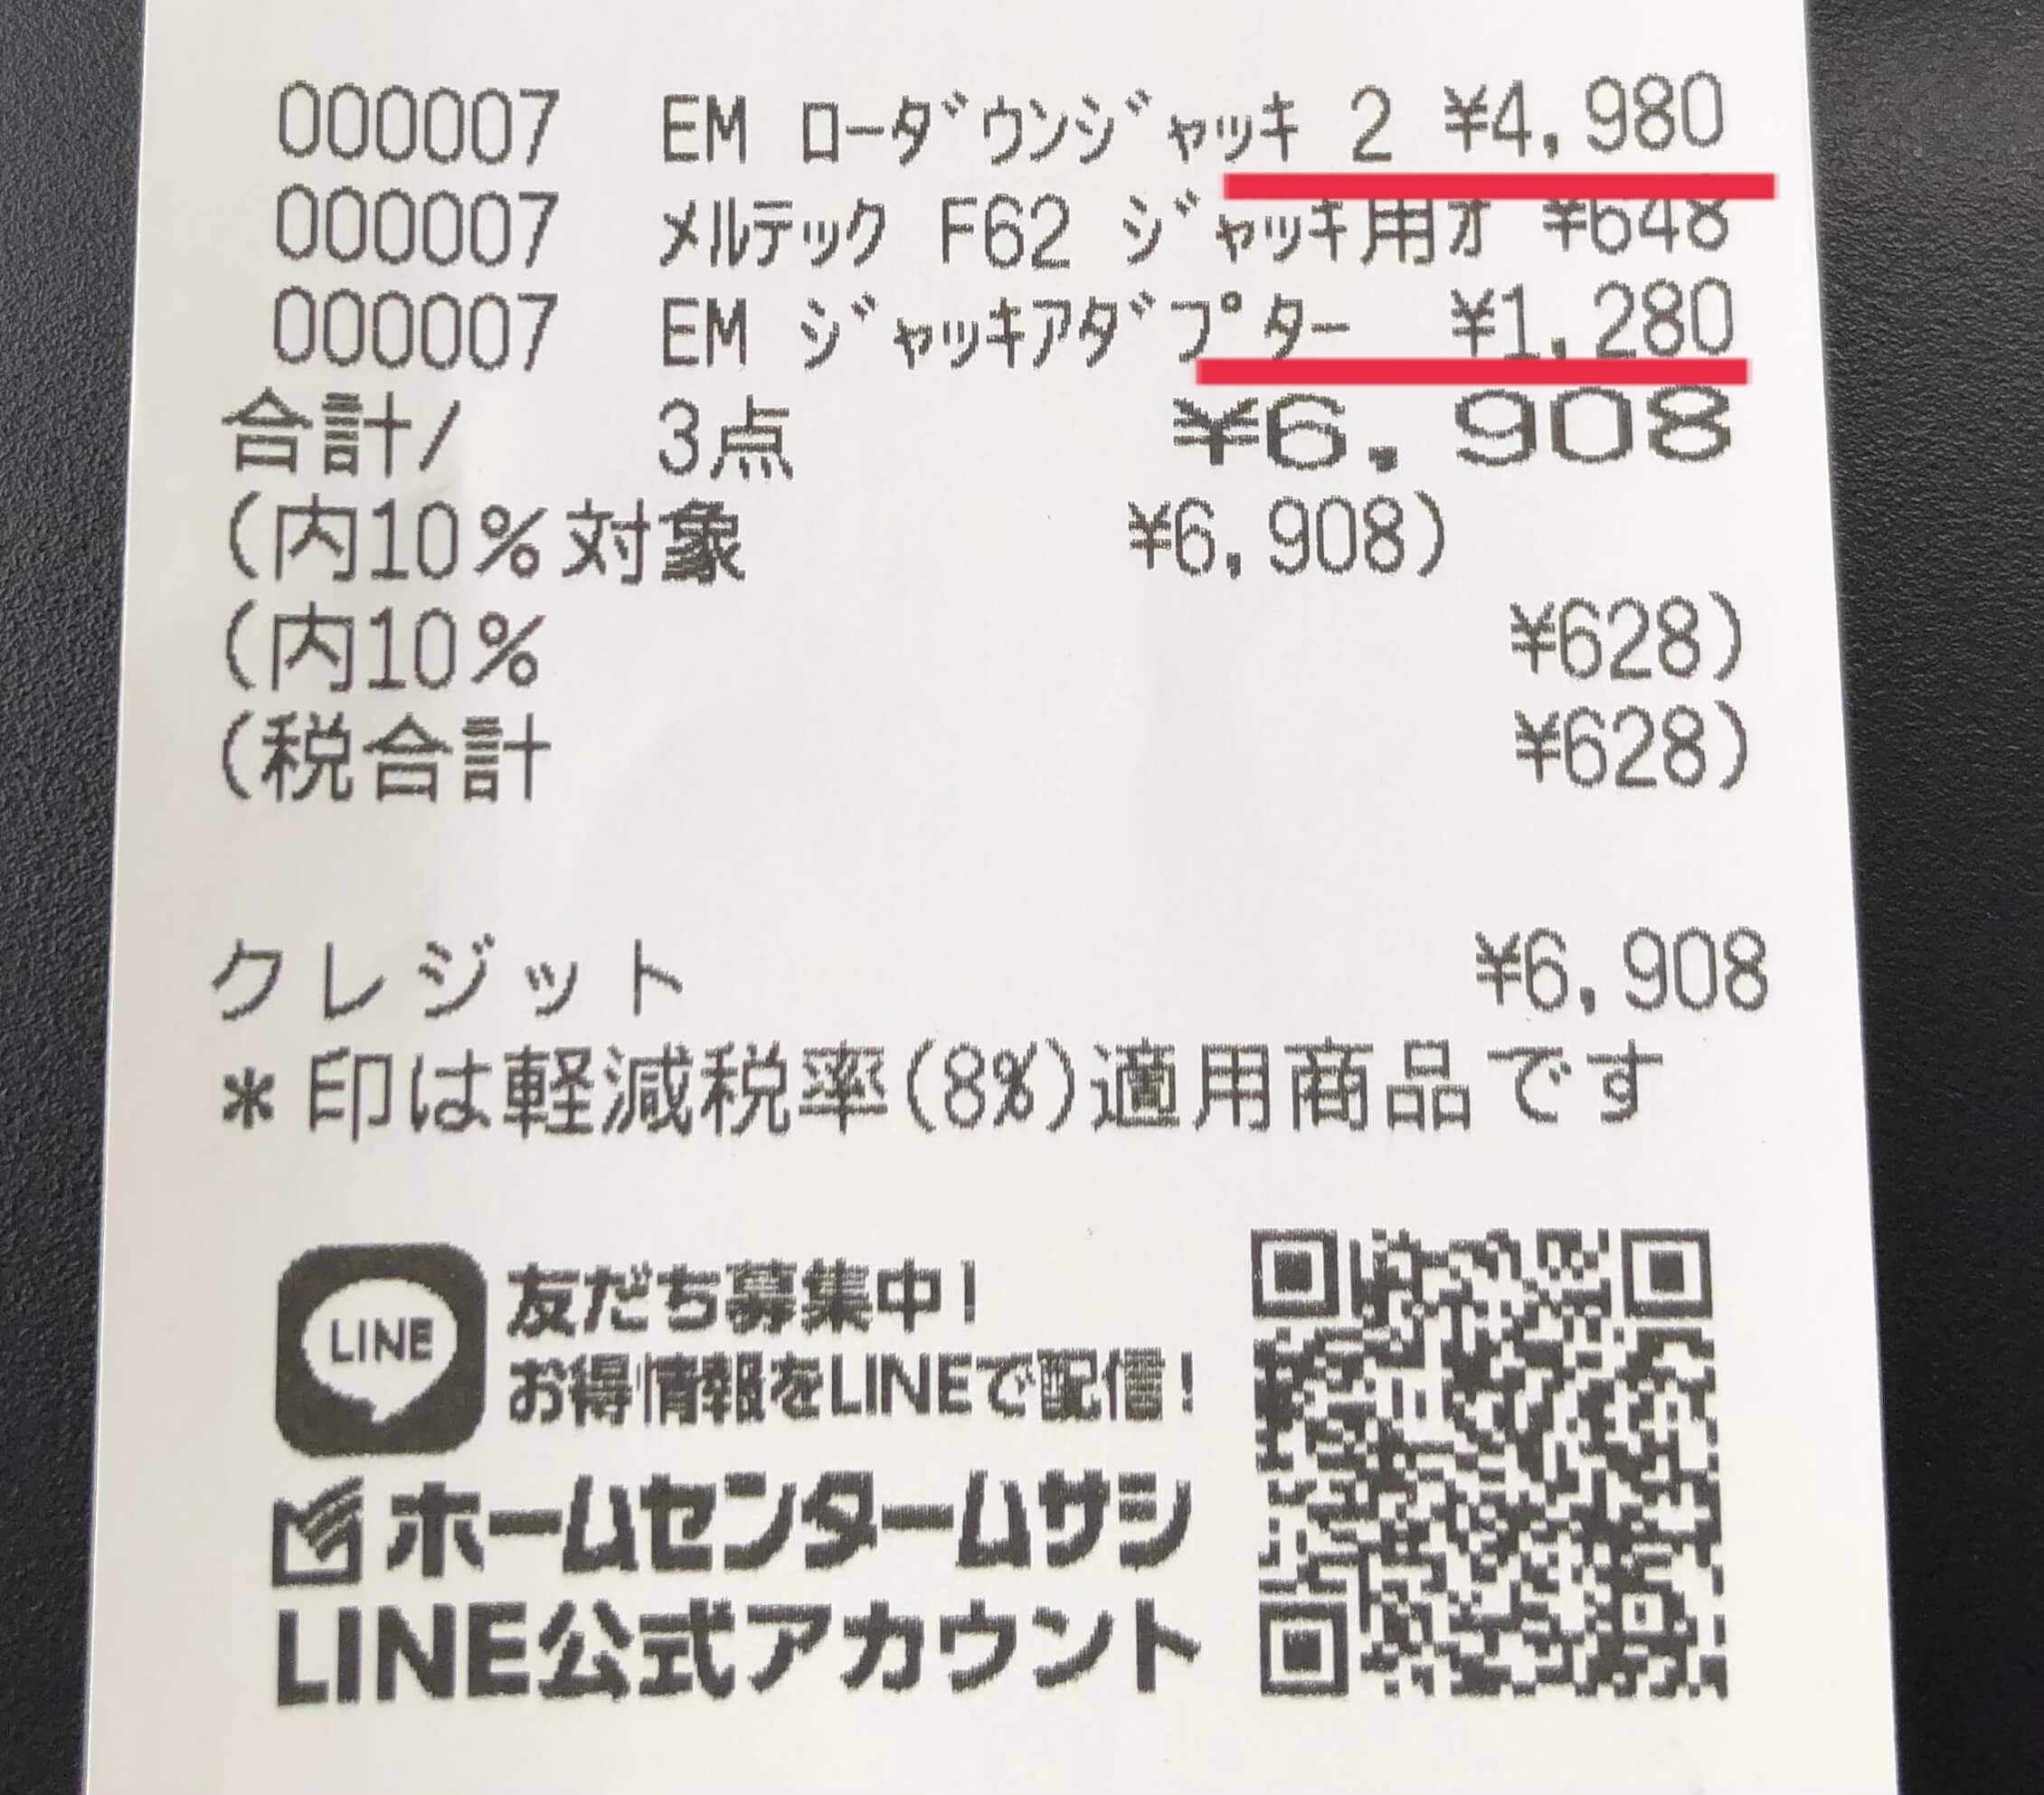 000007 EM ローダウンジャッキ 2 ¥4,980
000007 メルテック F62 ジャッキ用オ ¥648
000007 EM ジャッキアダプター ¥1,280
合計/ 3点 ¥6,908
(内10%対象 ¥6,908)
(内10% ¥628)
(税合計 ¥628)
クレジット ¥6,908
*印は軽減税率(8%)適用商品です
LINE
友だち募集中!
お得情報をLINEで配信!
ホームセンタームサシ
LINE公式アカウント